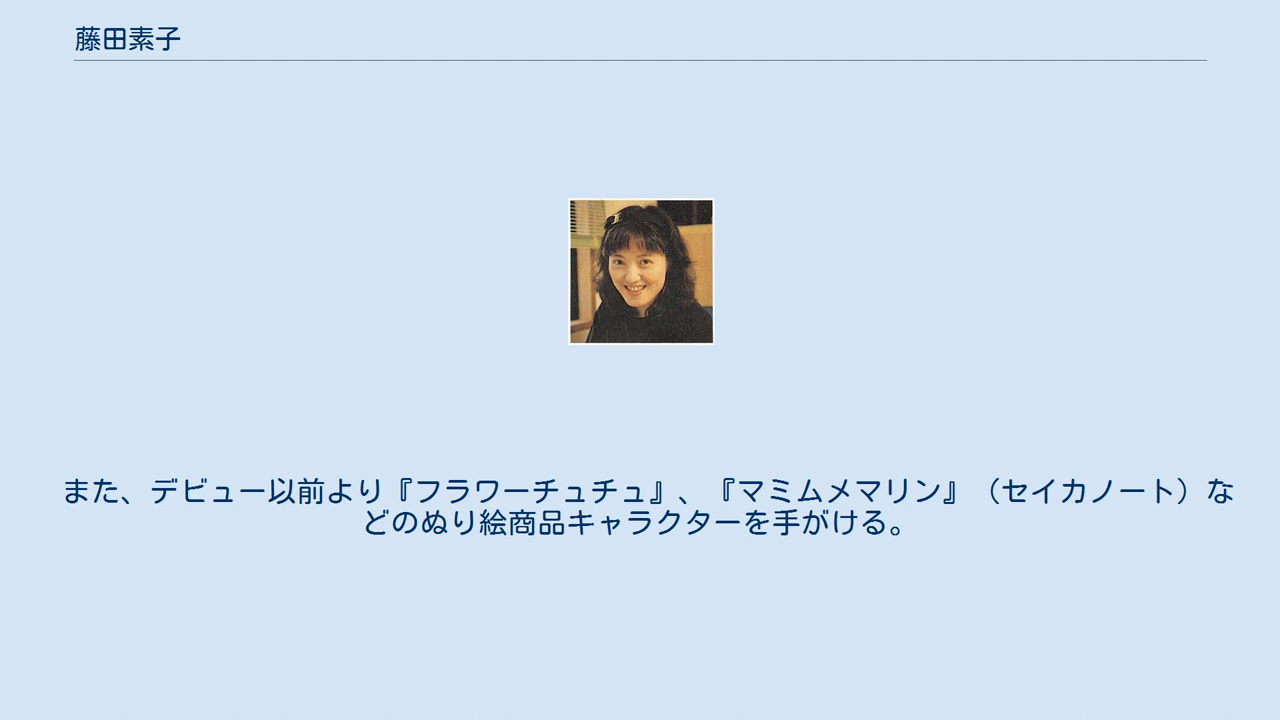 藤田素子
また、デビュー以前より『フラワーチュチュ』、『マミムメマリン』（セイカノート）な
どのぬり絵商品キャラクターを手がける。